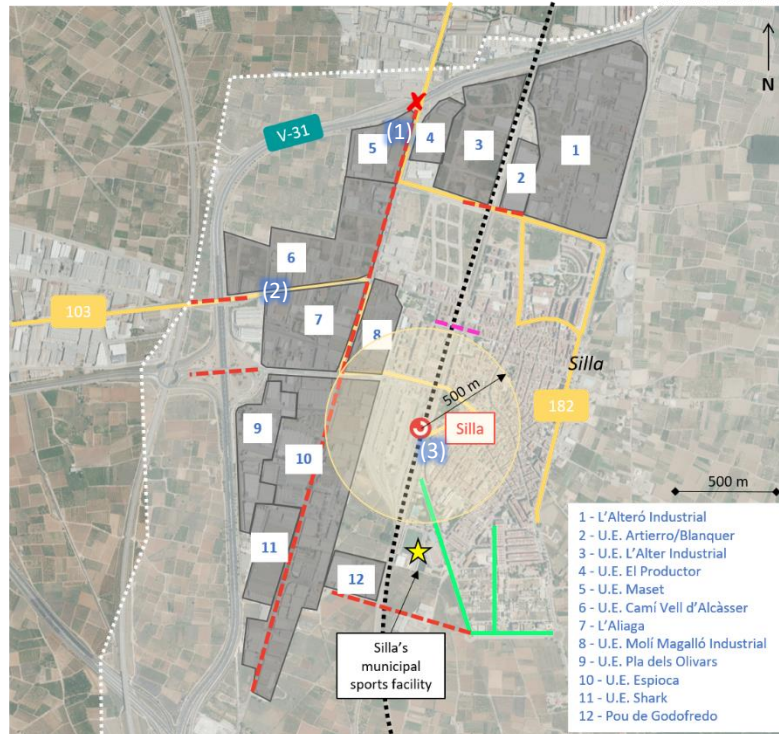 N
V-31
(1)
4
5
3
1
2
6
(2)
103
7
8
Silla
500 m
182
Silla
(3)
9
10
500 m
11
12
Silla's
municipal
sports facility
1 - L'Alteró Industrial
2 - U.E. Artierro/Blanquer
3 - U.E. L'Alter Industrial
4 - U.E. El Productor
5 - U.E. Maset
6 - U.E. Camí Vell d'Alcàsser
7 - L'Aliaga
8 - U.E. Molí Magalló Industrial
9 - U.E. Pla dels Olivars
10 - U.E. Espioca
11 - U.E. Shark
12 - Pou de Godofredo